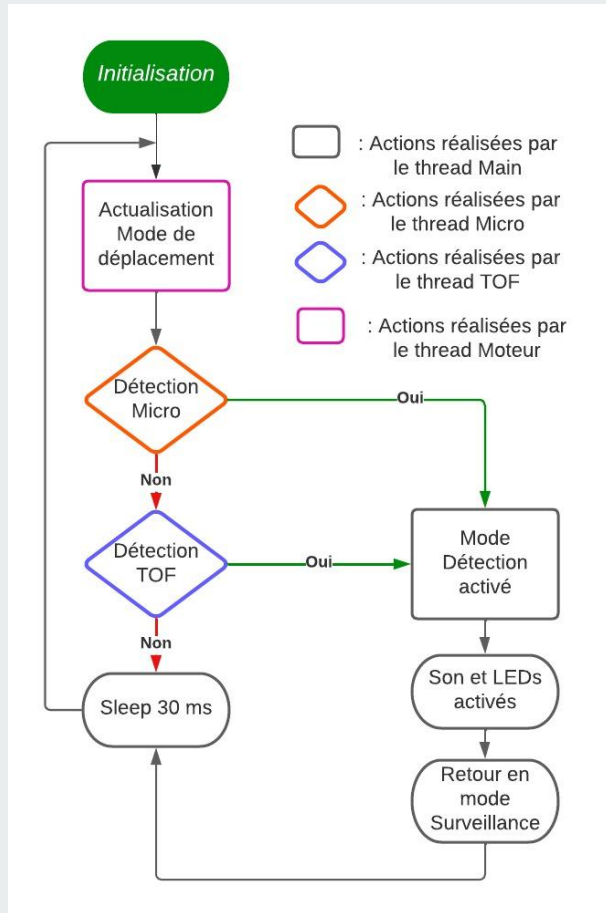 Initialisation
Actualisation
Mode de
déplacement
: Actions réalisées par
le thread Main
: Actions réalisées par
le thread Micro
: Actions réalisées par
le thread TOF
: Actions réalisées par
le thread Moteur
Détection
Micro
Oui
Non
Détection
TOF
Oui
Mode
Détection
activé
Non
Sleep 30 ms
Son et LEDs
activés
Retour en
mode
Surveillance